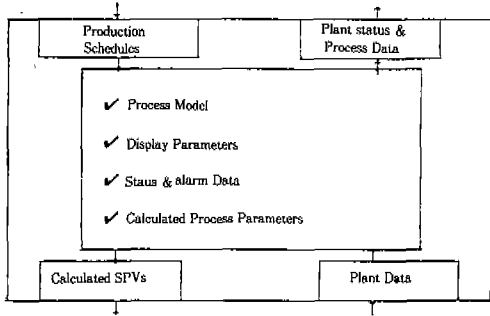 Production
Schedules
Plant status &
Process Data
✓ Process Model
✓ Display Parameters
✓ Staus & alarm Data
✓ Calculated Process Parameters
Calculated SPVs
Plant Data